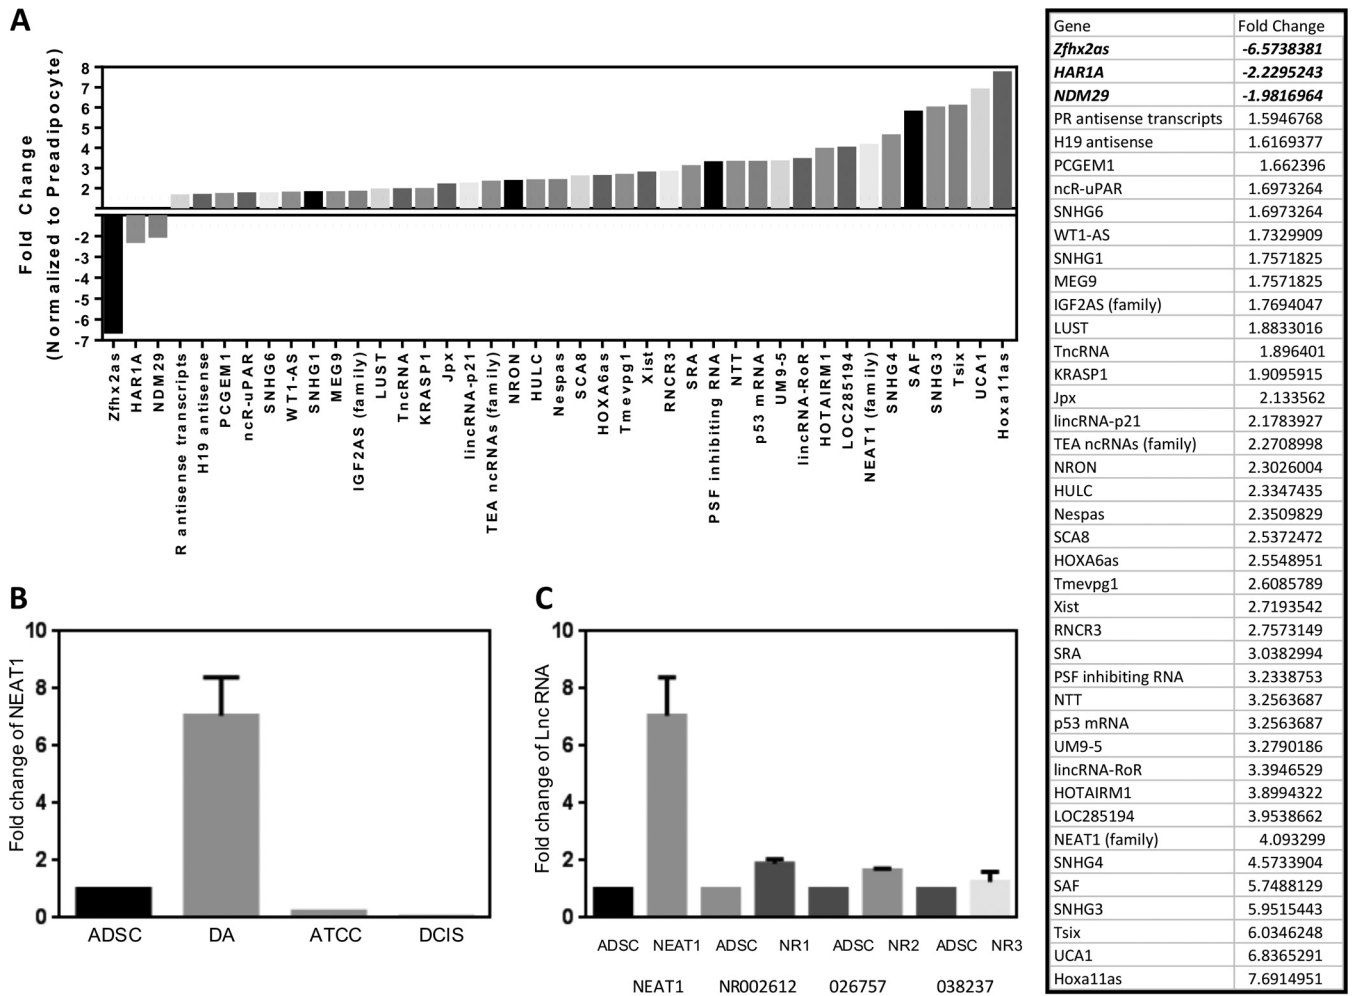 A
Fold Change
(Normalized to Preadipocyte)
8
7
6
5
4
3
2
-2
-3
-4
-5
-6
-7
Zfhx2as
HAR1A
NDM29
R antisense transcripts
H19 antisense
PCGEM1
ncR-uPAR
SNHG6
WT1-AS
SNHG1
MEG9
IGF2AS (family)
LUST
TncRNA
KRASP1
Jpx
lincRNA-p21
TEA ncRNAs (family)
NRON
HULC
Nespas
SCA8
HOXA6as
Tmevpg1
Xist
RNCR3
SRA
PSF inhibiting RNA
NTT
p53 mRNA
UM9-5
lincRNA-RoR
HOTAIRM1
LOC285194
NEAT1 (family)
SNHG4
SAF
SNHG3
Tsix
UCA1
Hoxa11as
Gene Fold Change
Zfhx2as -6.5738381
HAR1A -2.2295243
NDM29 -1.9816964
PR antisense transcripts 1.5946768
H19 antisense 1.6169377
PCGEM1 1.662396
ncR-uPAR 1.6973264
SNHG6 1.6973264
WT1-AS 1.7329909
SNHG1 1.7571825
MEG9 1.7571825
IGF2AS (family) 1.7694047
LUST 1.8833016
TncRNA 1.896401
KRASP1 1.9095915
Jpx 2.133562
lincRNA-p21 2.1783927
TEA ncRNAs (family) 2.2708998
NRON 2.3026004
HULC 2.3347435
Nespas 2.3509829
SCA8 2.5372472
HOXA6as 2.5548951
Tmevpg1 2.6085789
Xist 2.7193542
RNCR3 2.7573149
SRA 3.0382994
PSF inhibiting RNA 3.2338753
NTT 3.2563687
p53 mRNA 3.2563687
UM9-5 3.2790186
lincRNA-RoR 3.3946529
HOTAIRM1 3.8994322
LOC285194 3.9538662
NEAT1 (family) 4.093299
SNHG4 4.5733904
SAF 5.7488129
SNHG3 5.9515443
Tsix 6.0346248
UCA1 6.8365291
Hoxa11as 7.6914951
B
Fold change of NEAT1
10
8
6
4
2
0
ADSC DA ATCC DCIS
C
Fold change of Lnc RNA
10
8
6
4
2
0
ADSC NEAT1 ADSC NR1 ADSC NR2 ADSC NR3
NEAT1 NR002612 026757 038237